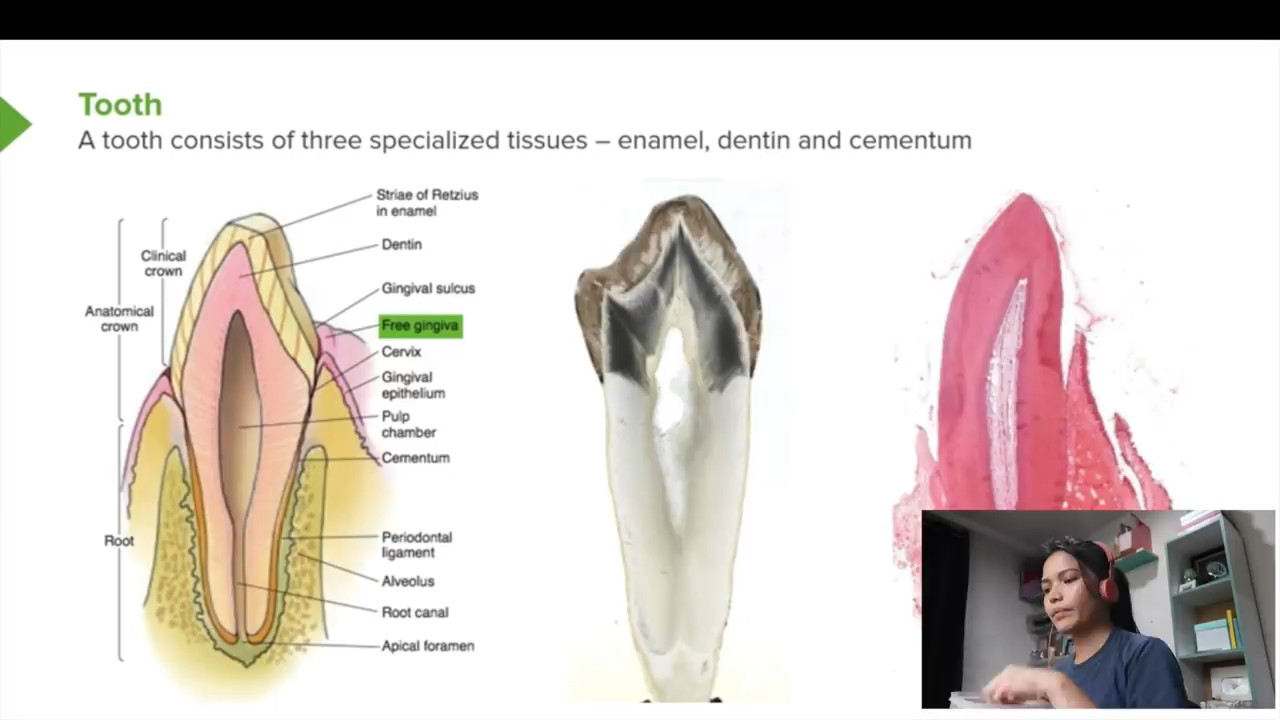 Tooth
A tooth consists of three specialized tissues – enamel, dentin and cementum
Striae of Retzius
in enamel
Dentin
Clinical
crown
Gingival sulcus
Anatomical
crown
Free gingiva
Cervix
Gingival
epithelium
Pulp
chamber
Cementum
Root
Periodontal
ligament
Alveolus
Root canal
Apical foramen